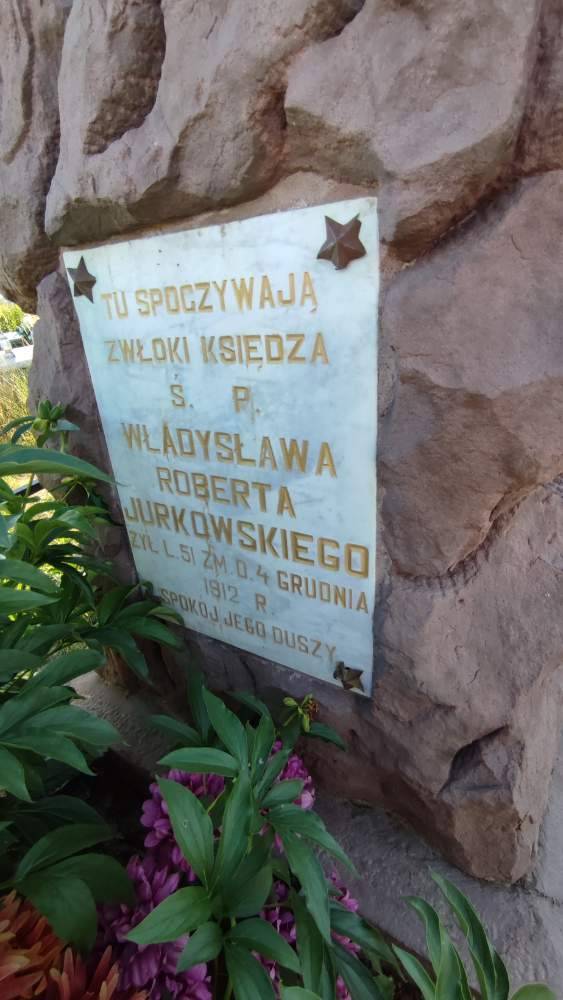 TU SPOCZYWAJĄ
ZWŁOKI KSIĘDZA
Ś. P.
WŁADYSŁAWA
ROBERTA
JURKOWSKIEGO
ŻYŁ L. 51 ZM. D. 4 GRUDNIA
1912 R.
SPOKÓJ JEGO DUSZY